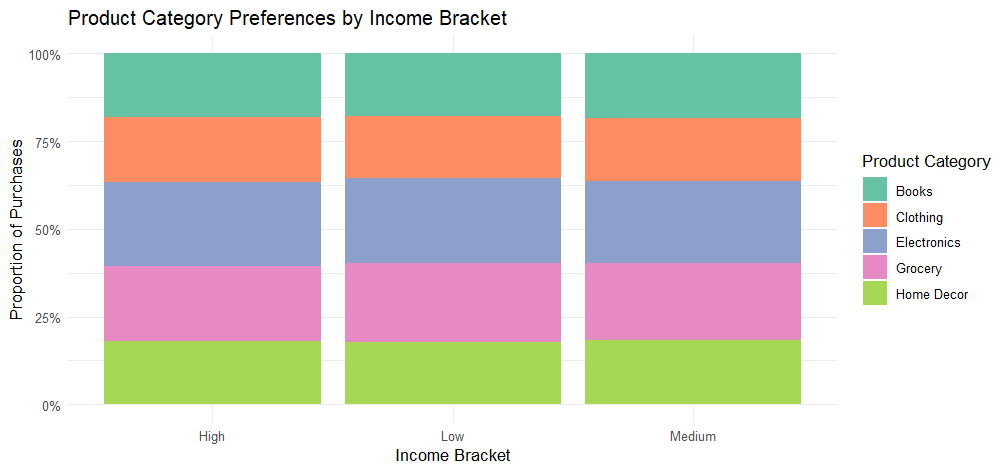 Product Category Preferences by Income Bracket
100%
75%
50%
25%
0%
Proportion of Purchases
High
Low
Medium
Income Bracket
Product Category
Books
Clothing
Electronics
Grocery
Home Decor